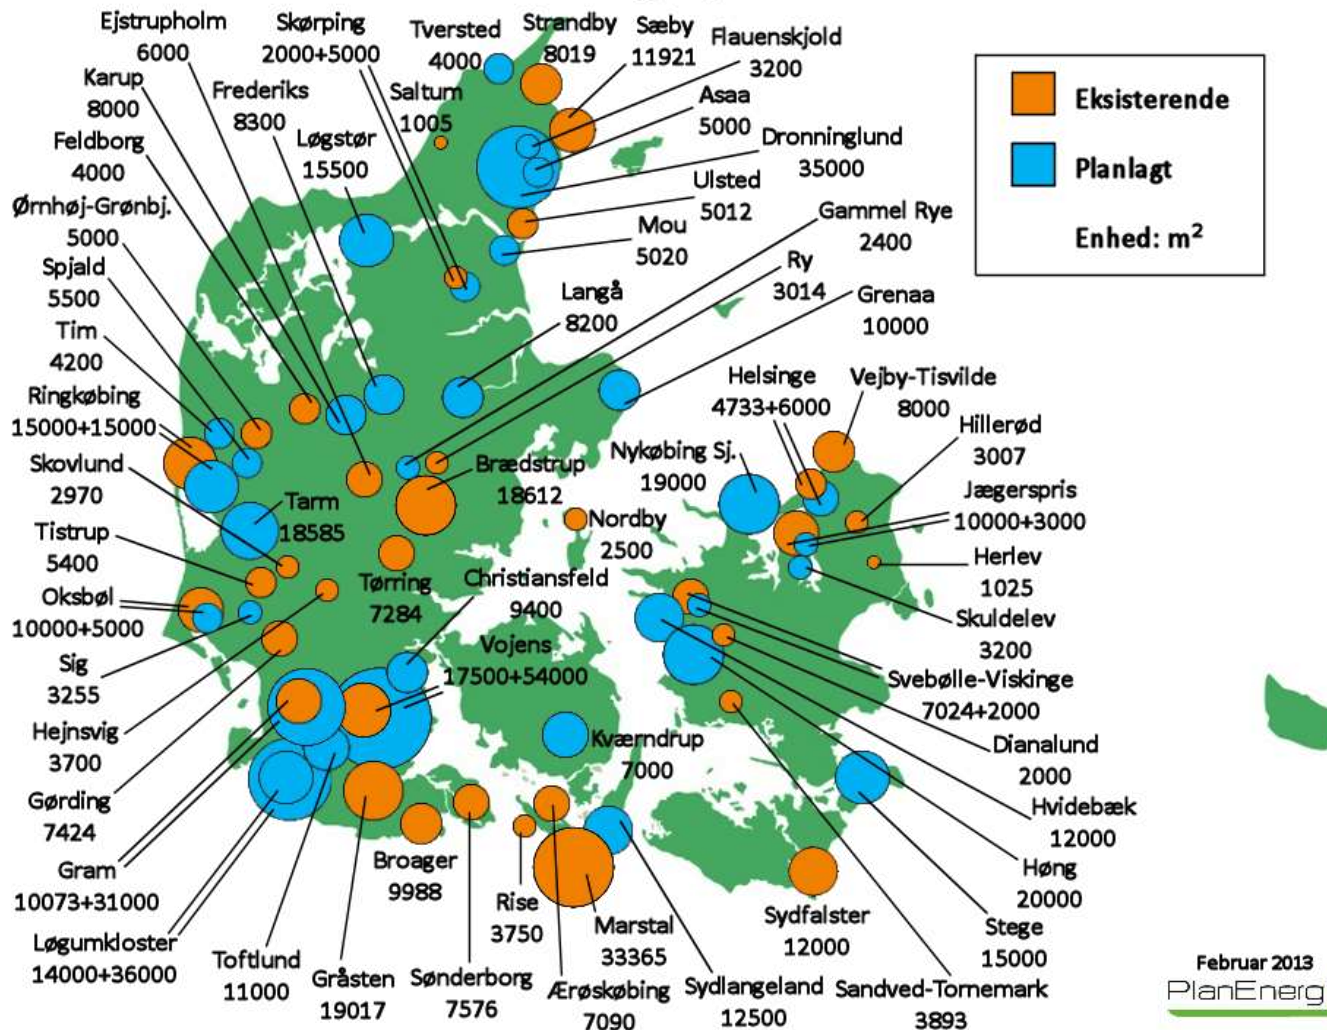 Ejstrupholm
6000
Skørping
2000+5000
Tversted
4000
Strandby
8019
Sæby
11921
Flauenskjold
3200
Karup
8000
Frederiks
8300
Saltum
1005
Asaa
5000
Feldborg
4000
Løgstør
15500
Dronninglund
35000
Ørnhøj-Grønbj.
5000
Ulsted
5012
Gammel Rye
2400
Spjald
5500
Mou
5020
Ry
3014
Tim
4200
Langå
8200
Grenaa
10000
Ringkøbing
15000+15000
Helsinge
4733+6000
Vejby-Tisvilde
8000
Skovlund
2970
Brædstrup
18612
Nykøbing Sj.
19000
Hillerød
3007
Tarm
18585
Nordby
2500
Jægerspris
10000+3000
Tistrup
5400
Tørring
7284
Christiansfeld
9400
Herlev
1025
Oksbøl
10000+5000
Skuldelev
3200
Sig
3255
Vojens
17500+54000
Svebølle-Viskinge
7024+2000
Hejnsvig
3700
Kværndrup
7000
Dianalund
2000
Gørding
7424
Hvidebæk
12000
Gram
10073+31000
Broager
9988
Rise
3750
Marstal
33365
Sydfalster
12000
Høng
20000
Løgumkloster
14000+36000
Toftlund
11000
Gråsten
19017
Sønderborg
7576
Ærøskøbing
7090
Sydlangeland
12500
Sandved-Tornemark
3893
Stege
15000
Eksisterende
Planlagt
Enhed: m²
Februar 2013
PlanEnerg